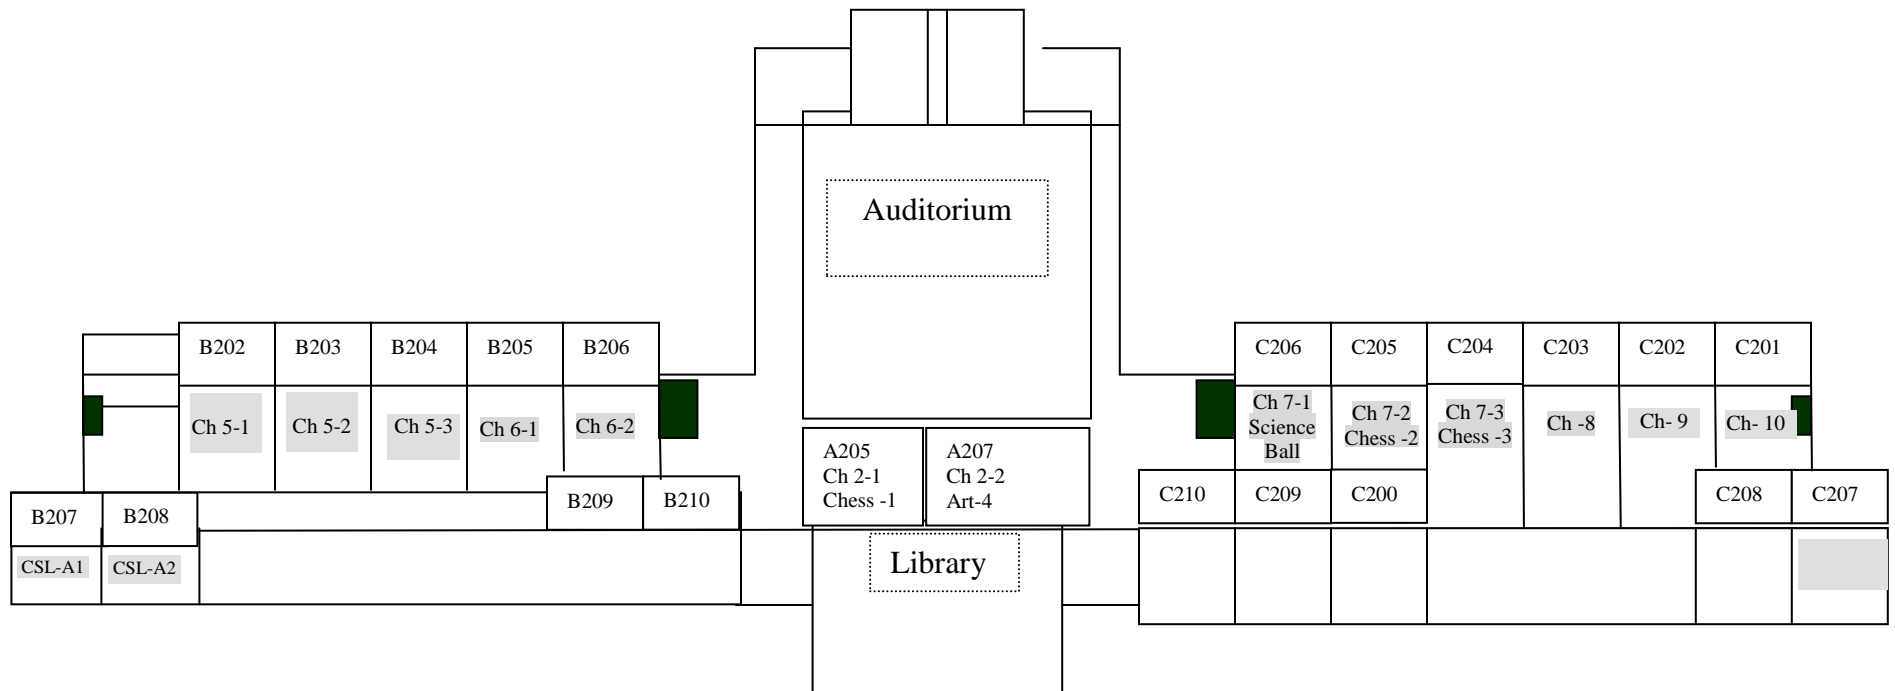 Auditorium
B202
B203
B204
B205
B206
C206
C205
C204
C203
C202
C201
Ch 5-1
Ch 5-2
Ch 5-3
Ch 6-1
Ch 6-2
Ch 7-1
Science
Ball
Ch 7-2
Chess -2
Ch 7-3
Chess -3
Ch -8
Ch- 9
Ch- 10
A205
Ch 2-1
Chess -1
A207
Ch 2-2
Art-4
B207
B208
B209
B210
C210
C209
C200
C208
C207
CSL-A1
CSL-A2
Library